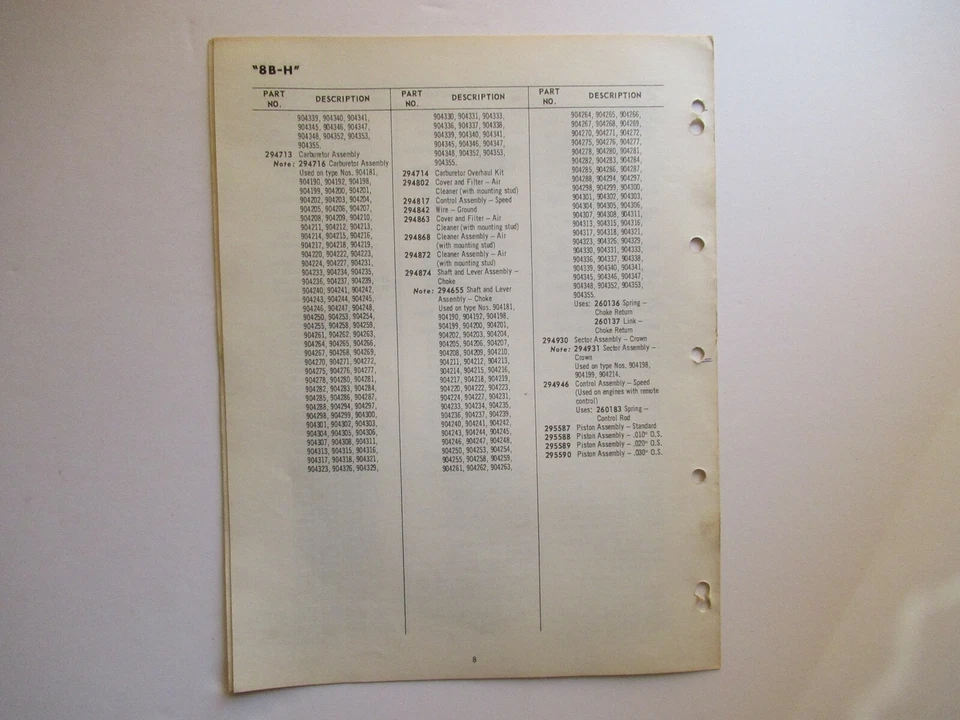 "8B-H"
PART NO. DESCRIPTION
904339, 904340, 904341,
904345, 904346, 904347,
904348, 904352, 904353,
904355.
294713 Carburetor Assembly
Note: 294716 Carburetor Assembly
Used on type Nos. 904181,
904190, 904192, 904198,
904199, 904200, 904201,
904202, 904203, 904204,
904205, 904206, 904207,
904208, 904209, 904210,
904211, 904212, 904213,
904214, 904215, 904216,
904217, 904218, 904219,
904220, 904222, 904223,
904224, 904227, 904231,
904233, 904234, 904235,
904236, 904237, 904239,
904240, 904241, 904242,
904243, 904244, 904245,
904246, 904247, 904248,
904250, 904253, 904254,
904255, 904258, 904259,
904261, 904262, 904263,
904264, 904265, 904266,
904267, 904268, 904269,
904270, 904271, 904272,
904275, 904276, 904277,
904278, 904280, 904281,
904282, 904283, 904284,
904285, 904286, 904287,
904288, 904294, 904297,
904298, 904299, 904300,
904301, 904302, 904303,
904304, 904305, 904306,
904307, 904308, 904311,
904313, 904315, 904316,
904317, 904318, 904321,
904323, 904326, 904329,
PART NO. DESCRIPTION
904330, 904331, 904333,
904336, 904337, 904338,
904339, 904340, 904341,
904345, 904346, 904347,
904348, 904352, 904353,
904355.
294714 Carburetor Overhaul Kit
294802 Cover and Filter – Air
Cleaner (with mounting stud)
294817 Control Assembly – Speed
294842 Wire – Ground
294863 Cover and Filter – Air
Cleaner (with mounting stud)
294868 Cleaner Assembly – Air
(with mounting stud)
294872 Cleaner Assembly – Air
(with mounting stud)
294874 Shaft and Lever Assembly –
Choke
Note: 294655 Shaft and Lever
Assembly – Choke
Used on type Nos. 904181,
904190, 904192, 904198,
904199, 904200, 904201,
904202, 904203, 904204,
904205, 904206, 904207,
904208, 904209, 904210,
904211, 904212, 904213,
904214, 904215, 904216,
904217, 904218, 904219,
904220, 904222, 904223,
904224, 904227, 904231,
904233, 904234, 904235,
904236, 904237, 904239,
904240, 904241, 904242,
904243, 904244, 904245,
904246, 904247, 904248,
904250, 904253, 904254,
904255, 904258, 904259,
904261, 904262, 904263,
PART NO. DESCRIPTION
904264, 904265, 904266,
904267, 904268, 904269,
904270, 904271, 904272,
904275, 904276, 904277,
904278, 904280, 904281,
904282, 904283, 904284,
904285, 904286, 904287,
904288, 904294, 904297,
904298, 904299, 904300,
904301, 904302, 904303,
904304, 904305, 904306,
904307, 904308, 904311,
904313, 904315, 904316,
904317, 904318, 904321,
904323, 904326, 904329,
904330, 904331, 904333,
904336, 904337, 904338,
904339, 904340, 904341,
904345, 904346, 904347,
904348, 904352, 904353,
904355.
Uses: 260136 Spring –
Choke Return
260137 Link –
Choke Return
294930 Sector Assembly – Crown
Note: 294931 Sector Assembly –
Crown
Used on type Nos. 904198,
904199, 904214,
294946 Control Assembly – Speed
(Used on engines with remote
control)
Uses: 260183 Spring –
Control Rod
295587 Piston Assembly – Standard
295588 Piston Assembly – .010" O.S.
295589 Piston Assembly – .020" O.S.
295590 Piston Assembly – .030" O.S.
8